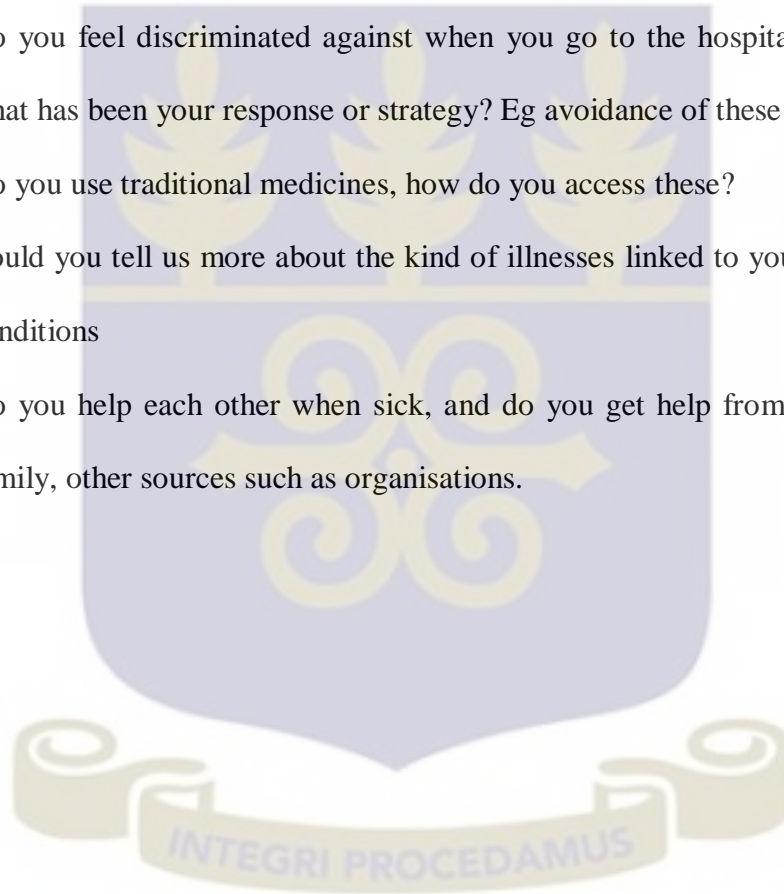 o you feel discriminated against when you go to the hospita
hat has been your response or strategy? Eg avoidance of these
o you use traditional medicines, how do you access these?
ould you tell us more about the kind of illnesses linked to you
nditions
o you help each other when sick, and do you get help from
mily, other sources such as organisations.
INTEGRI PROCEDAMUS